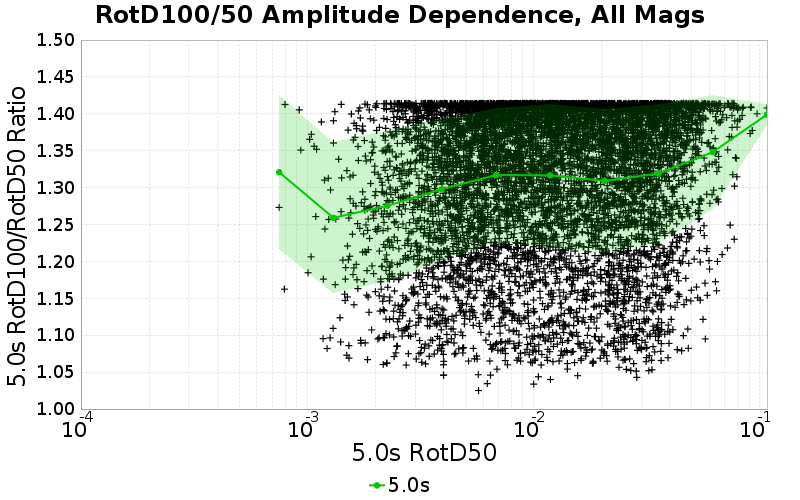 RotD100/50 Amplitude Dependence, All Mags
5.0s RotD100/RotD50 Ratio
1.50
1.45
1.40
1.35
1.30
1.25
1.20
1.15
1.10
1.05
1.00
10^-4 10^-3 10^-2 10^-1
5.0s RotD50
5.0s